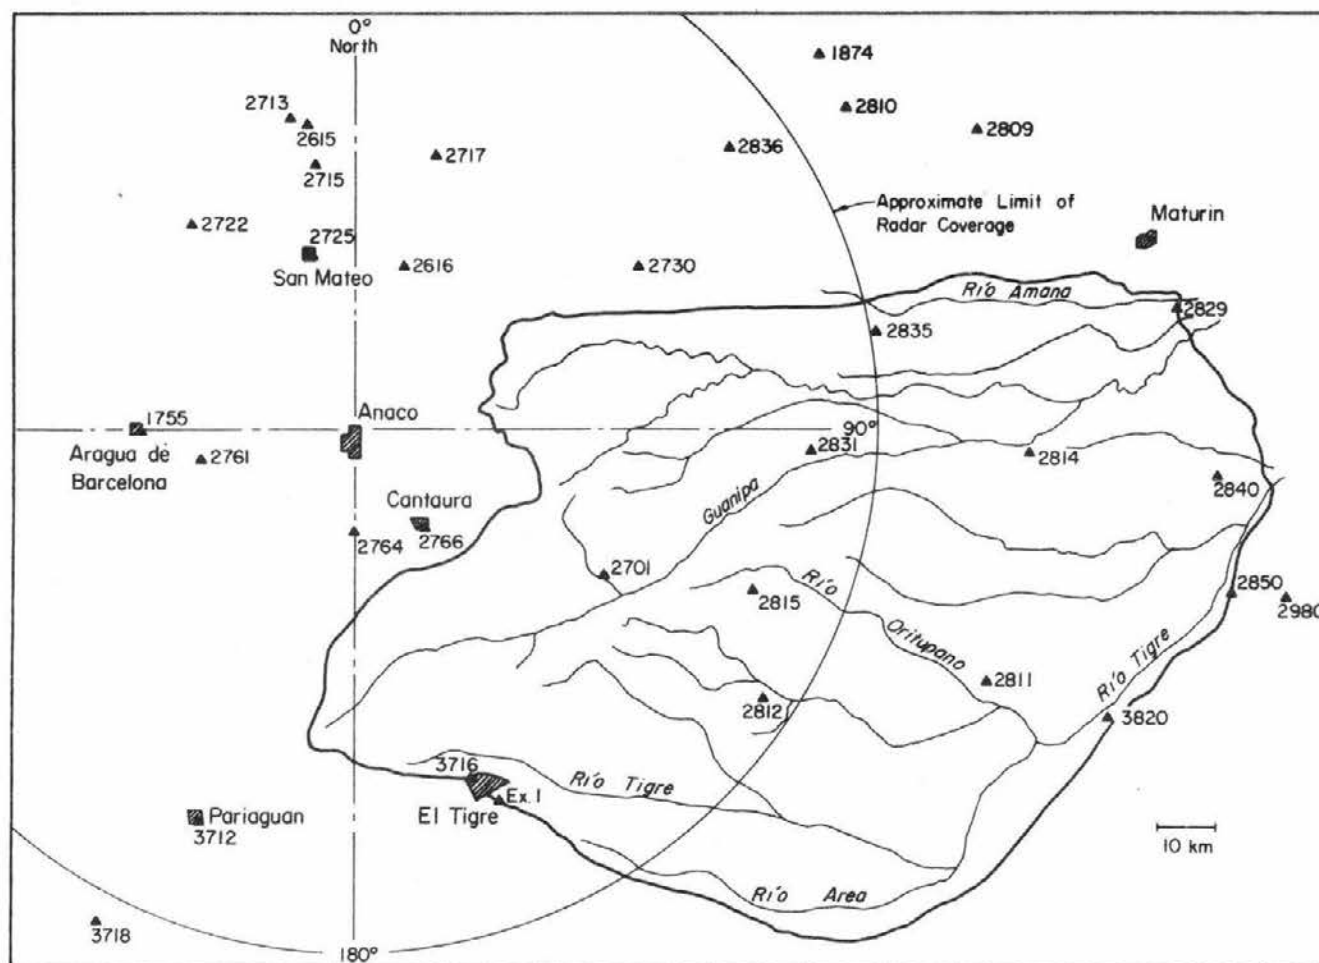 0°
North
1874
2713
2810
2615
2809
2717
2836
2715
Approximate Limit of
Radar Coverage
2722
Maturin
2725
San Mateo
2616
2730
Río Amana
2829
2835
Anaco
1755
90°
Aragua de
Barcelona
2761
2831
2814
2840
Guanipa
Cantaura
2764
2766
2701
2815
Río
Oritupano
2850
2980
Río Tigre
2811
2812
3820
3716
Ex. 1
Río Tigre
El Tigre
Pariaguan
3712
10 km
Río Area
3718
180°